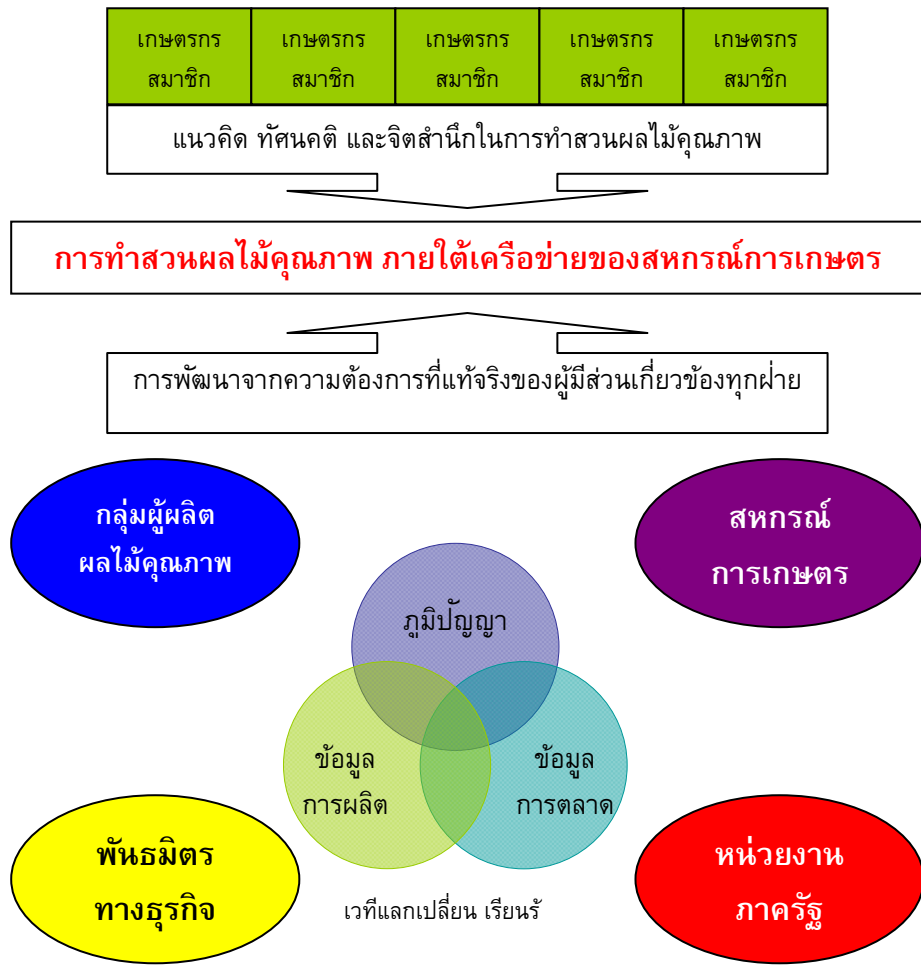 เกษตรกร เกษตรกร เกษตรกร เกษตรกร เกษตรกร
สมาชิก สมาชิก สมาชิก สมาชิก สมาชิก
แนวคิด ทัศนคติ และจิตสำนึกในการทำสวนผลไม้คุณภาพ
การทำสวนผลไม้คุณภาพ ภายใต้เครือข่ายของสหกรณ์การเกษตร
การพัฒนาจากความต้องการที่แท้จริงของผู้มีส่วนเกี่ยวข้องทุกฝ่าย
กลุ่มผู้ผลิต
ผลไม้คุณภาพ
สหกรณ์
การเกษตร
ภูมิปัญญา
ข้อมูล
การผลิต
ข้อมูล
การตลาด
พันธมิตร
ทางธุรกิจ
หน่วยงาน
ภาครัฐ
เวทีแลกเปลี่ยน เรียนร้